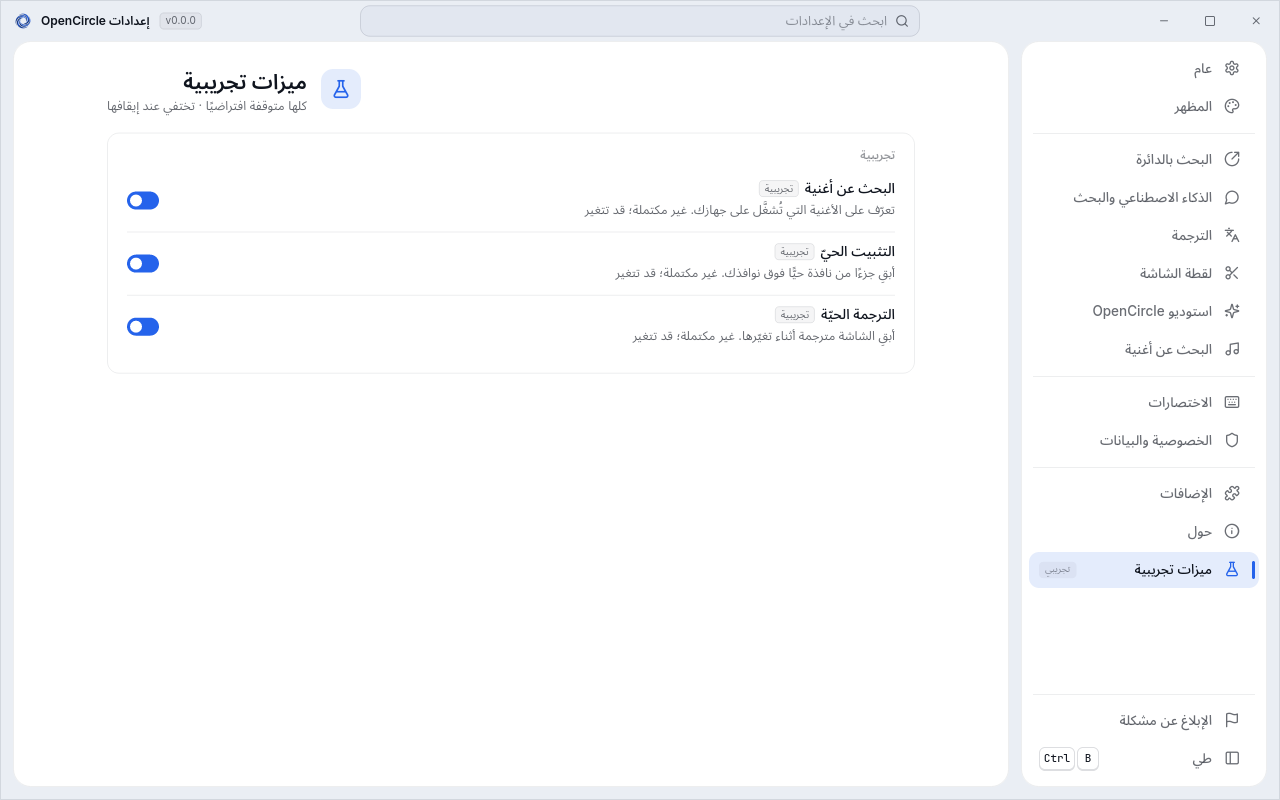 إعدادات OpenCircle
v0.0.0
ابحث في الإعدادات
عام
المظهر
البحث بالدائرة
الذكاء الاصطناعي والبحث
الترجمة
لقطة الشاشة
استوديو OpenCircle
البحث عن أغنية
الاختصارات
الخصوصية والبيانات
الإضافات
حول
ميزات تجريبية تجريبي
الإبلاغ عن مشكلة
طي Ctrl B
ميزات تجريبية
كلها متوقفة افتراضيًا · تختفي عند إيقافها
تجريبية
البحث عن أغنية تجريبية
تعرّف على الأغنية التي تُشغَّل على جهازك. غير مكتملة؛ قد تتغير
التثبيت الحيّ تجريبية
أبقِ جزءًا من نافذة حيًّا فوق نوافذك. غير مكتملة؛ قد تتغير
الترجمة الحيّة تجريبية
أبقِ الشاشة مترجمة أثناء تغيّرها. غير مكتملة؛ قد تتغير